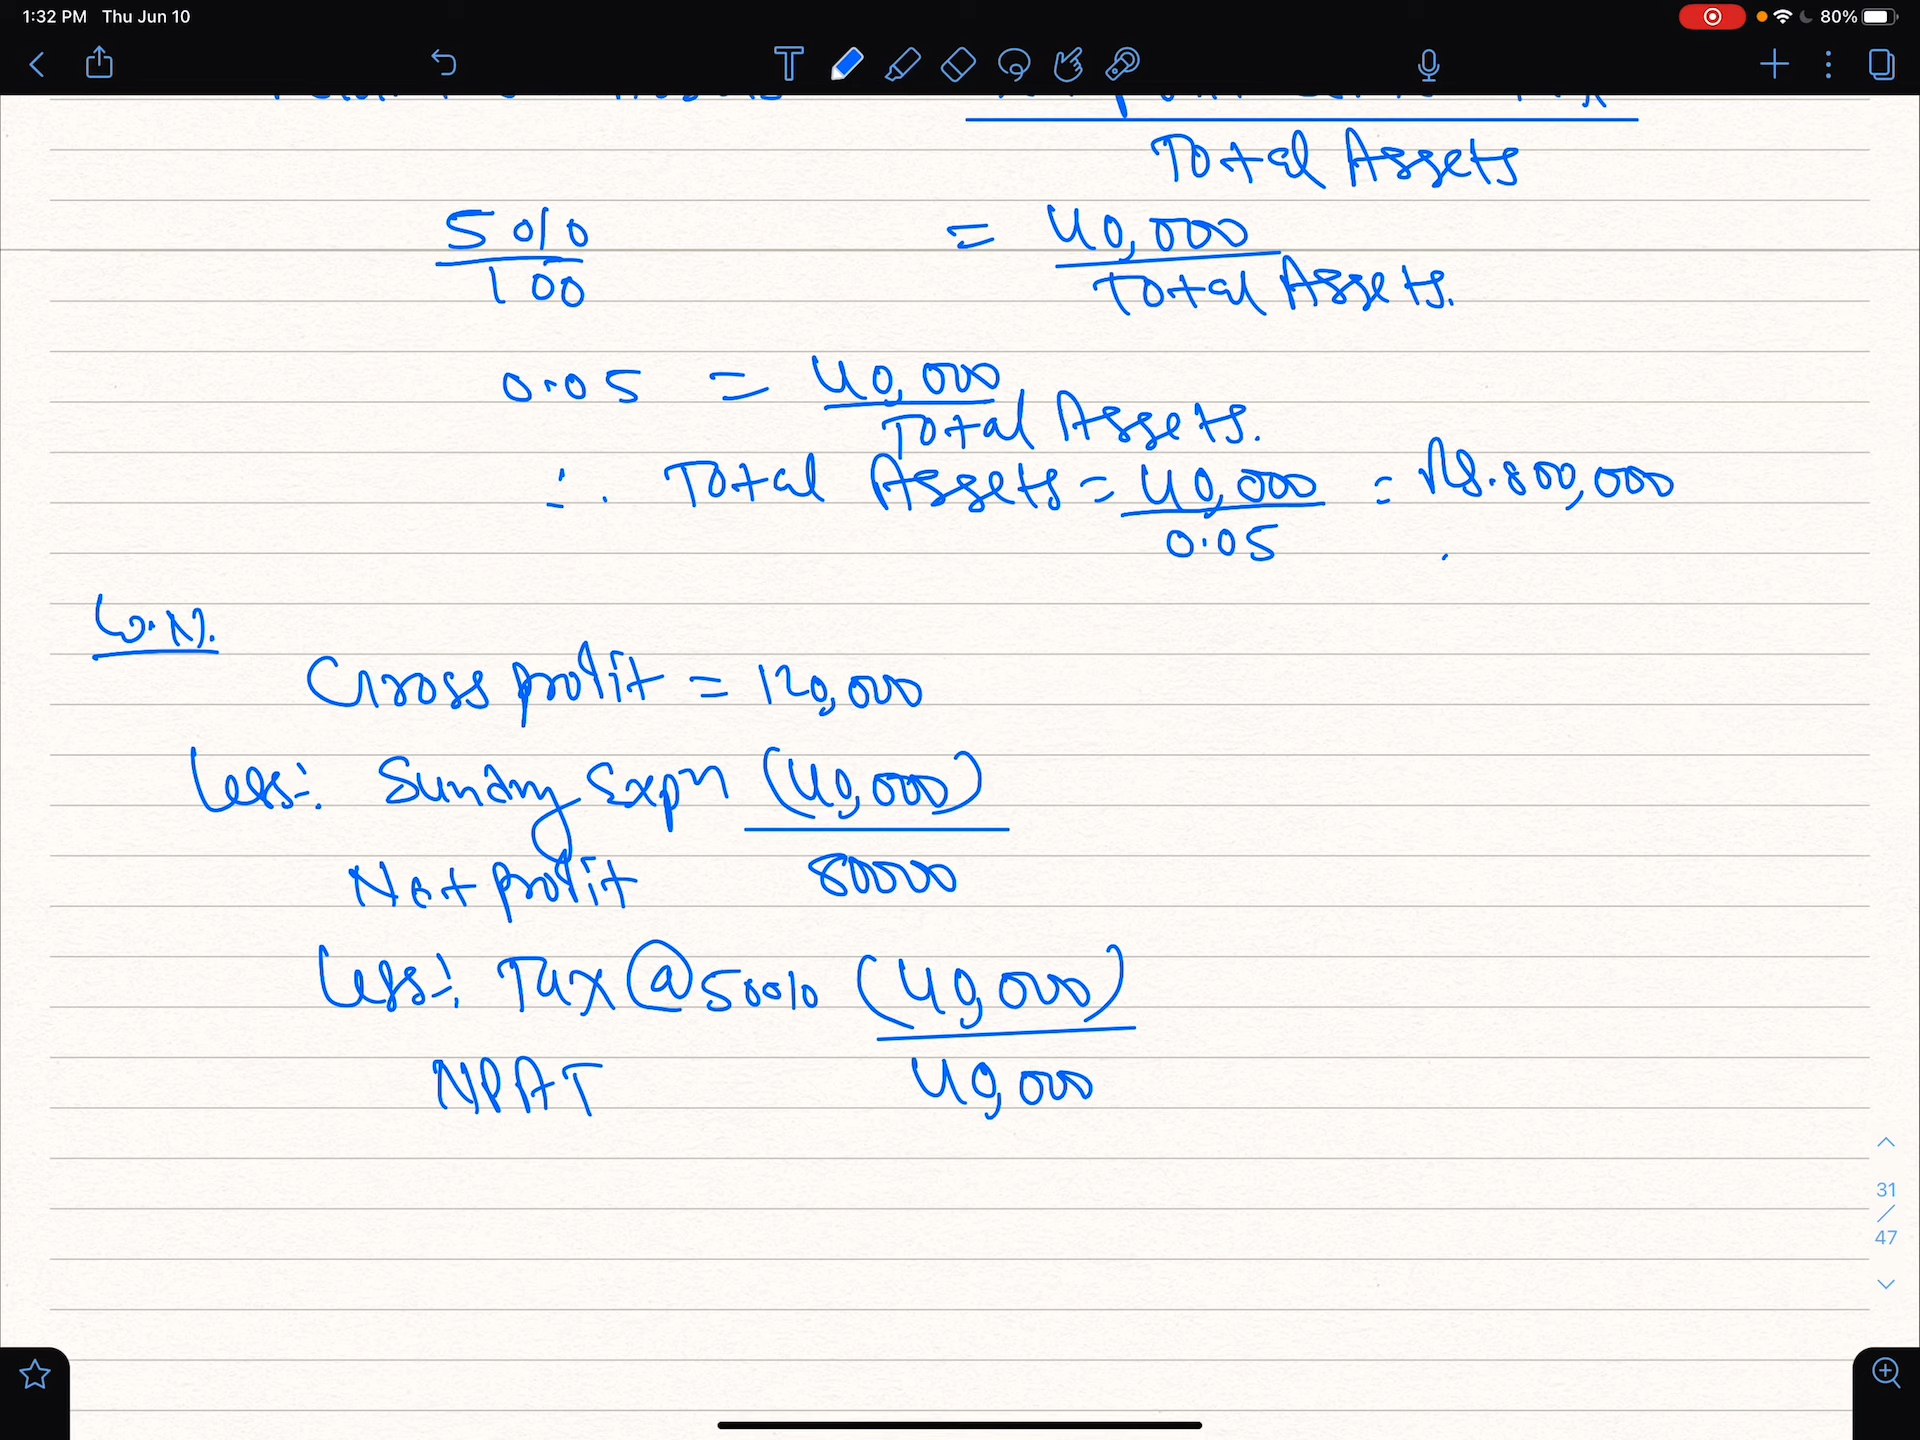 1:32 PM Thu Jun 10
80%
Total Assets
5% = 40,000
100 Total Assets.
0.05 = 40,000
Total Assets.
∴ Total Assets = 40,000 = Rs. 800,000
0.05
W.N.
Gross profit = 120,000
Less: Sundry Expn (40,000)
Net profit 80000
Less: Tax @ 50% (40,000)
NPAT 40,000
31
/
47